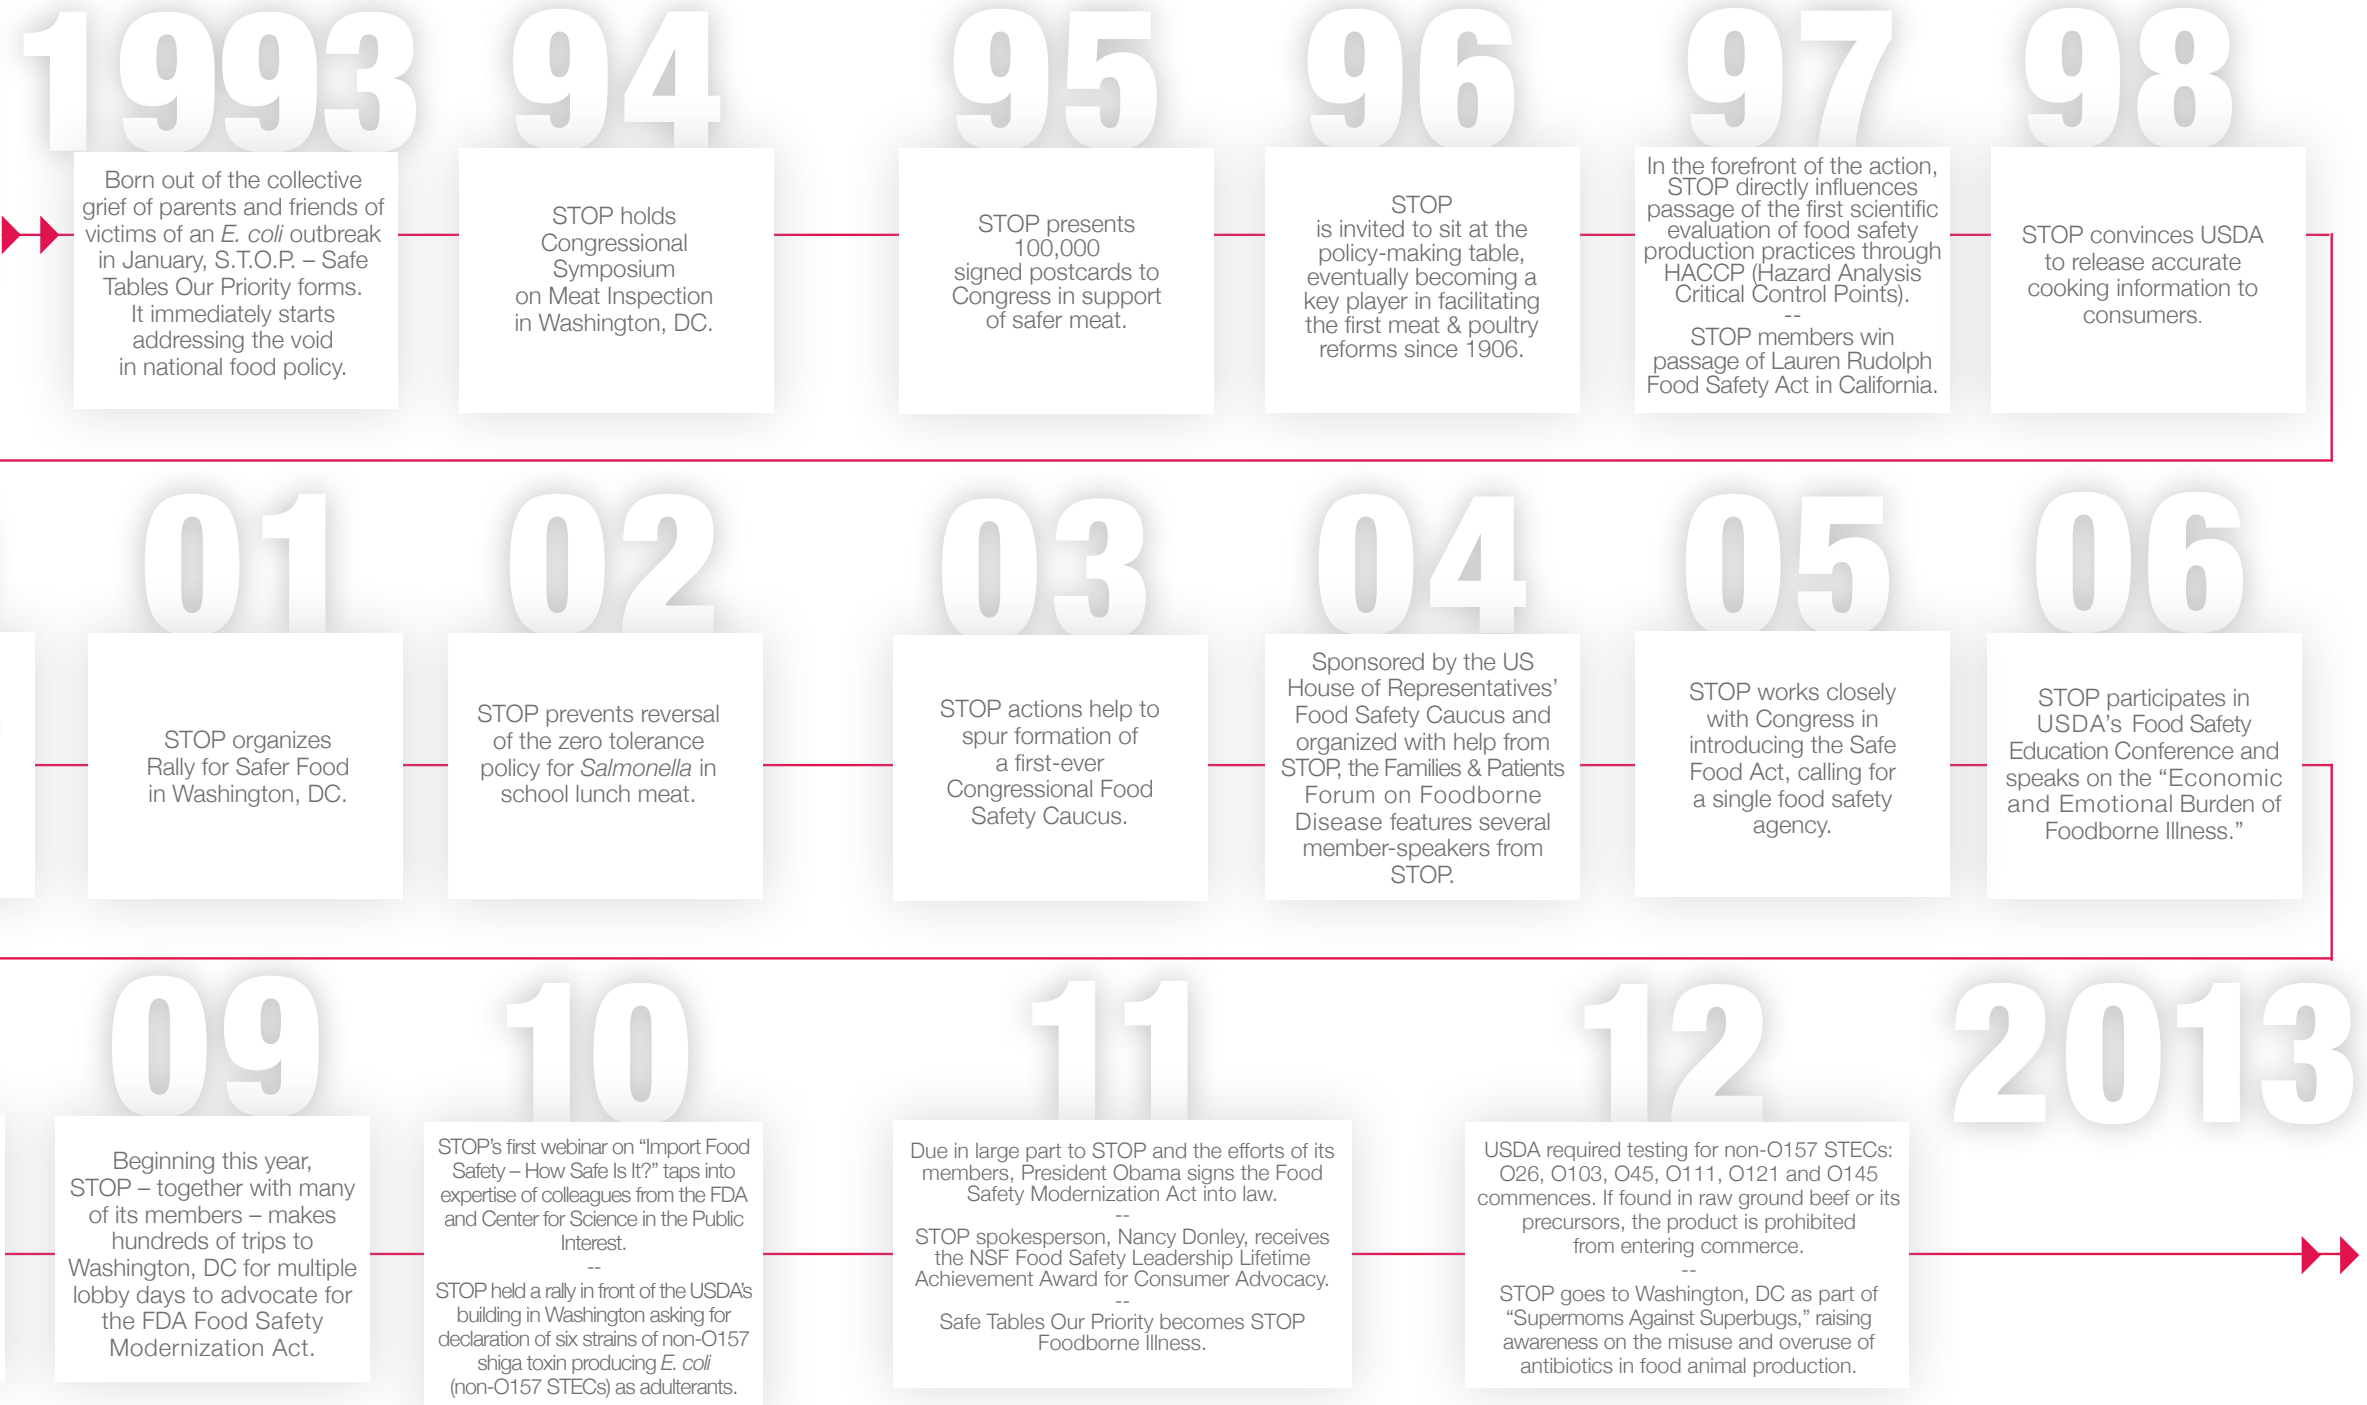 1993
Born out of the collective
grief of parents and friends of
victims of an E. coli outbreak
in January, S.T.O.P. – Safe
Tables Our Priority forms.
It immediately starts
addressing the void
in national food policy.
94
STOP holds
Congressional
Symposium
on Meat Inspection
in Washington, DC.
95
STOP presents
100,000
signed postcards to
Congress in support
of safer meat.
96
STOP
is invited to sit at the
policy-making table,
eventually becoming a
key player in facilitating
the first meat & poultry
reforms since 1906.
97
In the forefront of the action,
STOP directly influences
passage of the first scientific
evaluation of food safety
production practices through
HACCP (Hazard Analysis
Critical Control Points).
--
STOP members win
passage of Lauren Rudolph
Food Safety Act in California.
98
STOP convinces USDA
to release accurate
cooking information to
consumers.
01
STOP organizes
Rally for Safer Food
in Washington, DC.
02
STOP prevents reversal
of the zero tolerance
policy for Salmonella in
school lunch meat.
03
STOP actions help to
spur formation of
a first-ever
Congressional Food
Safety Caucus.
04
Sponsored by the US
House of Representatives’
Food Safety Caucus and
organized with help from
STOP, the Families & Patients
Forum on Foodborne
Disease features several
member-speakers from
STOP.
05
STOP works closely
with Congress in
introducing the Safe
Food Act, calling for
a single food safety
agency.
06
STOP participates in
USDA’s Food Safety
Education Conference and
speaks on the “Economic
and Emotional Burden of
Foodborne Illness.”
09
Beginning this year,
STOP – together with many
of its members – makes
hundreds of trips to
Washington, DC for multiple
lobby days to advocate for
the FDA Food Safety
Modernization Act.
10
STOP’s first webinar on “Import Food
Safety – How Safe Is It?” taps into
expertise of colleagues from the FDA
and Center for Science in the Public
Interest.
--
STOP held a rally in front of the USDA’s
building in Washington asking for
declaration of six strains of non-O157
shiga toxin producing E. coli
(non-O157 STECs) as adulterants.
11
Due in large part to STOP and the efforts of its
members, President Obama signs the Food
Safety Modernization Act into law.
--
STOP spokesperson, Nancy Donley, receives
the NSF Food Safety Leadership Lifetime
Achievement Award for Consumer Advocacy.
--
Safe Tables Our Priority becomes STOP
Foodborne Illness.
12
USDA required testing for non-O157 STECs:
O26, O103, O45, O111, O121 and O145
commences. If found in raw ground beef or its
precursors, the product is prohibited
from entering commerce.
--
STOP goes to Washington, DC as part of
“Supermoms Against Superbugs,” raising
awareness on the misuse and overuse of
antibiotics in food animal production.
2013